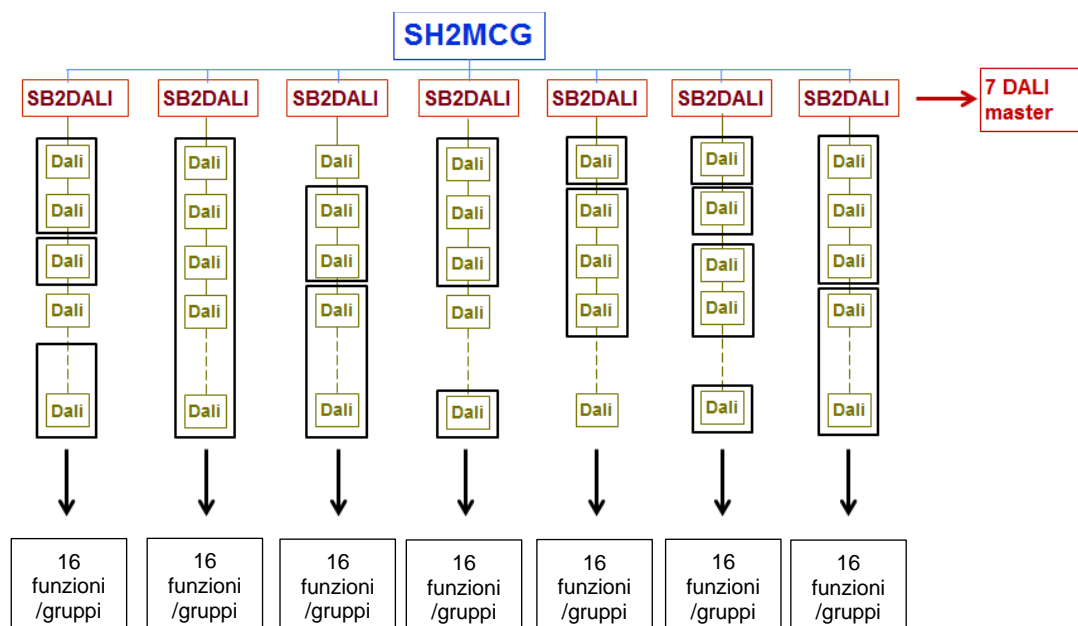 SH2MCG
SB2DALI SB2DALI SB2DALI SB2DALI SB2DALI SB2DALI SB2DALI
7 DALI
master
Dali Dali Dali Dali Dali Dali Dali
Dali Dali Dali Dali Dali Dali Dali
Dali Dali Dali Dali Dali Dali Dali
Dali Dali Dali Dali Dali Dali Dali
Dali Dali Dali Dali Dali Dali Dali
16 16 16 16 16 16 16
funzioni funzioni funzioni funzioni funzioni funzioni funzioni
/gruppi /gruppi /gruppi /gruppi /gruppi /gruppi /gruppi